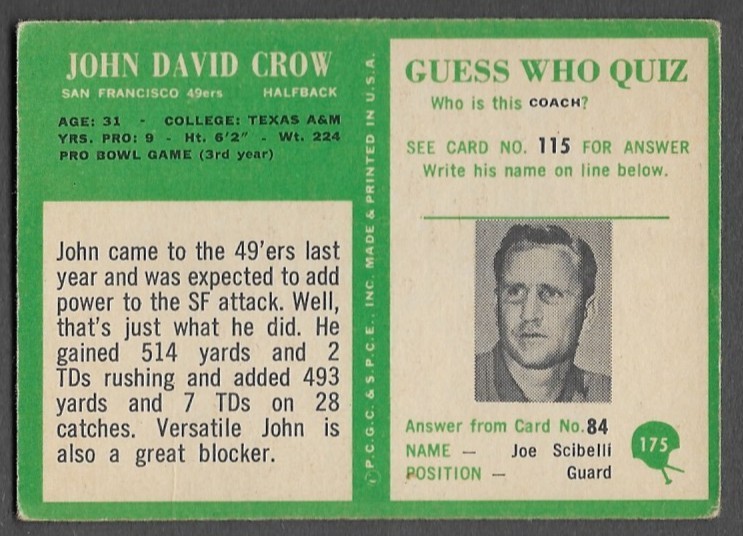 JOHN DAVID CROW
SAN FRANCISCO 49ers HALFBACK
AGE: 31 - COLLEGE: TEXAS A&M
YRS. PRO: 9 - Ht. 6'2" - Wt. 224
PRO BOWL GAME (3rd year)
John came to the 49'ers last
year and was expected to add
power to the SF attack. Well,
that's just what he did. He
gained 514 yards and 2
TDs rushing and added 493
yards and 7 TDs on 28
catches. Versatile John is
also a great blocker.
© P.C.G.C. & S.P.C.E., INC. MADE & PRINTED IN U.S.A.
GUESS WHO QUIZ
Who is this COACH?
SEE CARD NO. 115 FOR ANSWER
Write his name on line below.
Answer from Card No. 84
NAME — Joe Scibelli
POSITION — Guard
175